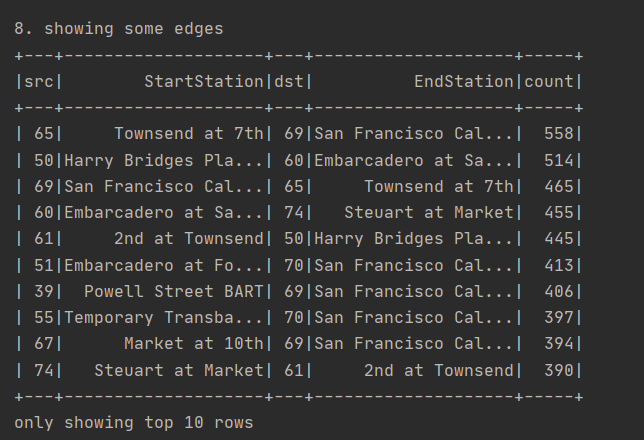 8. showing some edges
+---+--------------------+---+--------------------+-----+
|src|        StartStation|dst|          EndStation|count|
+---+--------------------+---+--------------------+-----+
| 65|     Townsend at 7th| 69|San Francisco Cal...|  558|
| 50|Harry Bridges Pla...| 60|Embarcadero at Sa...|  514|
| 69|San Francisco Cal...| 65|     Townsend at 7th|  465|
| 60|Embarcadero at Sa...| 74|   Steuart at Market|  455|
| 61|     2nd at Townsend| 50|Harry Bridges Pla...|  445|
| 51|Embarcadero at Fo...| 70|San Francisco Cal...|  413|
| 39|  Powell Street BART| 69|San Francisco Cal...|  406|
| 55|Temporary Transba...| 70|San Francisco Cal...|  397|
| 67|      Market at 10th| 69|San Francisco Cal...|  394|
| 74|   Steuart at Market| 61|     2nd at Townsend|  390|
+---+--------------------+---+--------------------+-----+
only showing top 10 rows